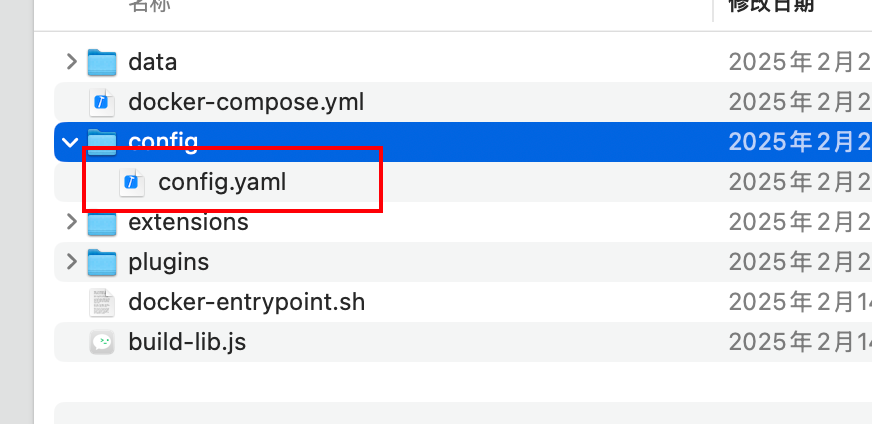 名称 修改日期
data 2025年2月2
docker-compose.yml 2025年2月2
config 2025年2月2
config.yaml 2025年2月2
extensions 2025年2月2
plugins 2025年2月2
docker-entrypoint.sh 2025年2月14
build-lib.js 2025年2月14